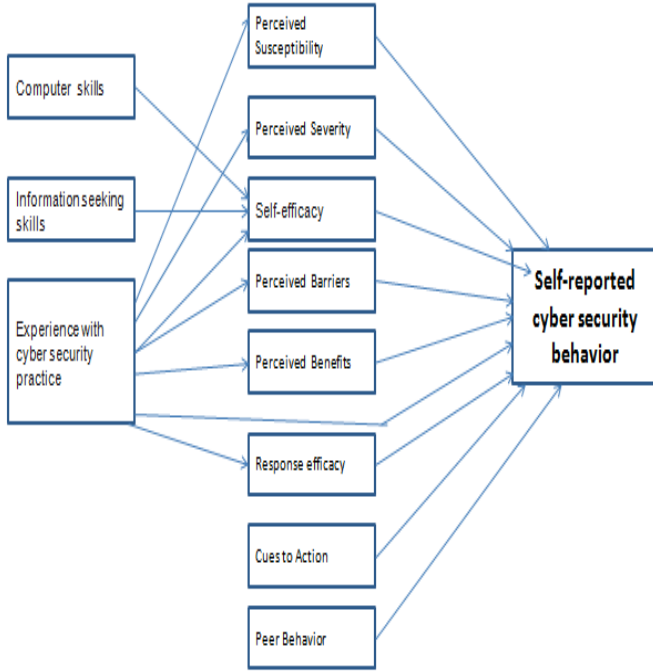 Computer skills
Information seeking
skills
Experience with
cyber security
practice
Perceived
Susceptibility
Perceived Severity
Self-efficacy
Perceived Barriers
Perceived Benefits
Response efficacy
Cues to Action
Peer Behavior
Self-reported
cyber security
behavior